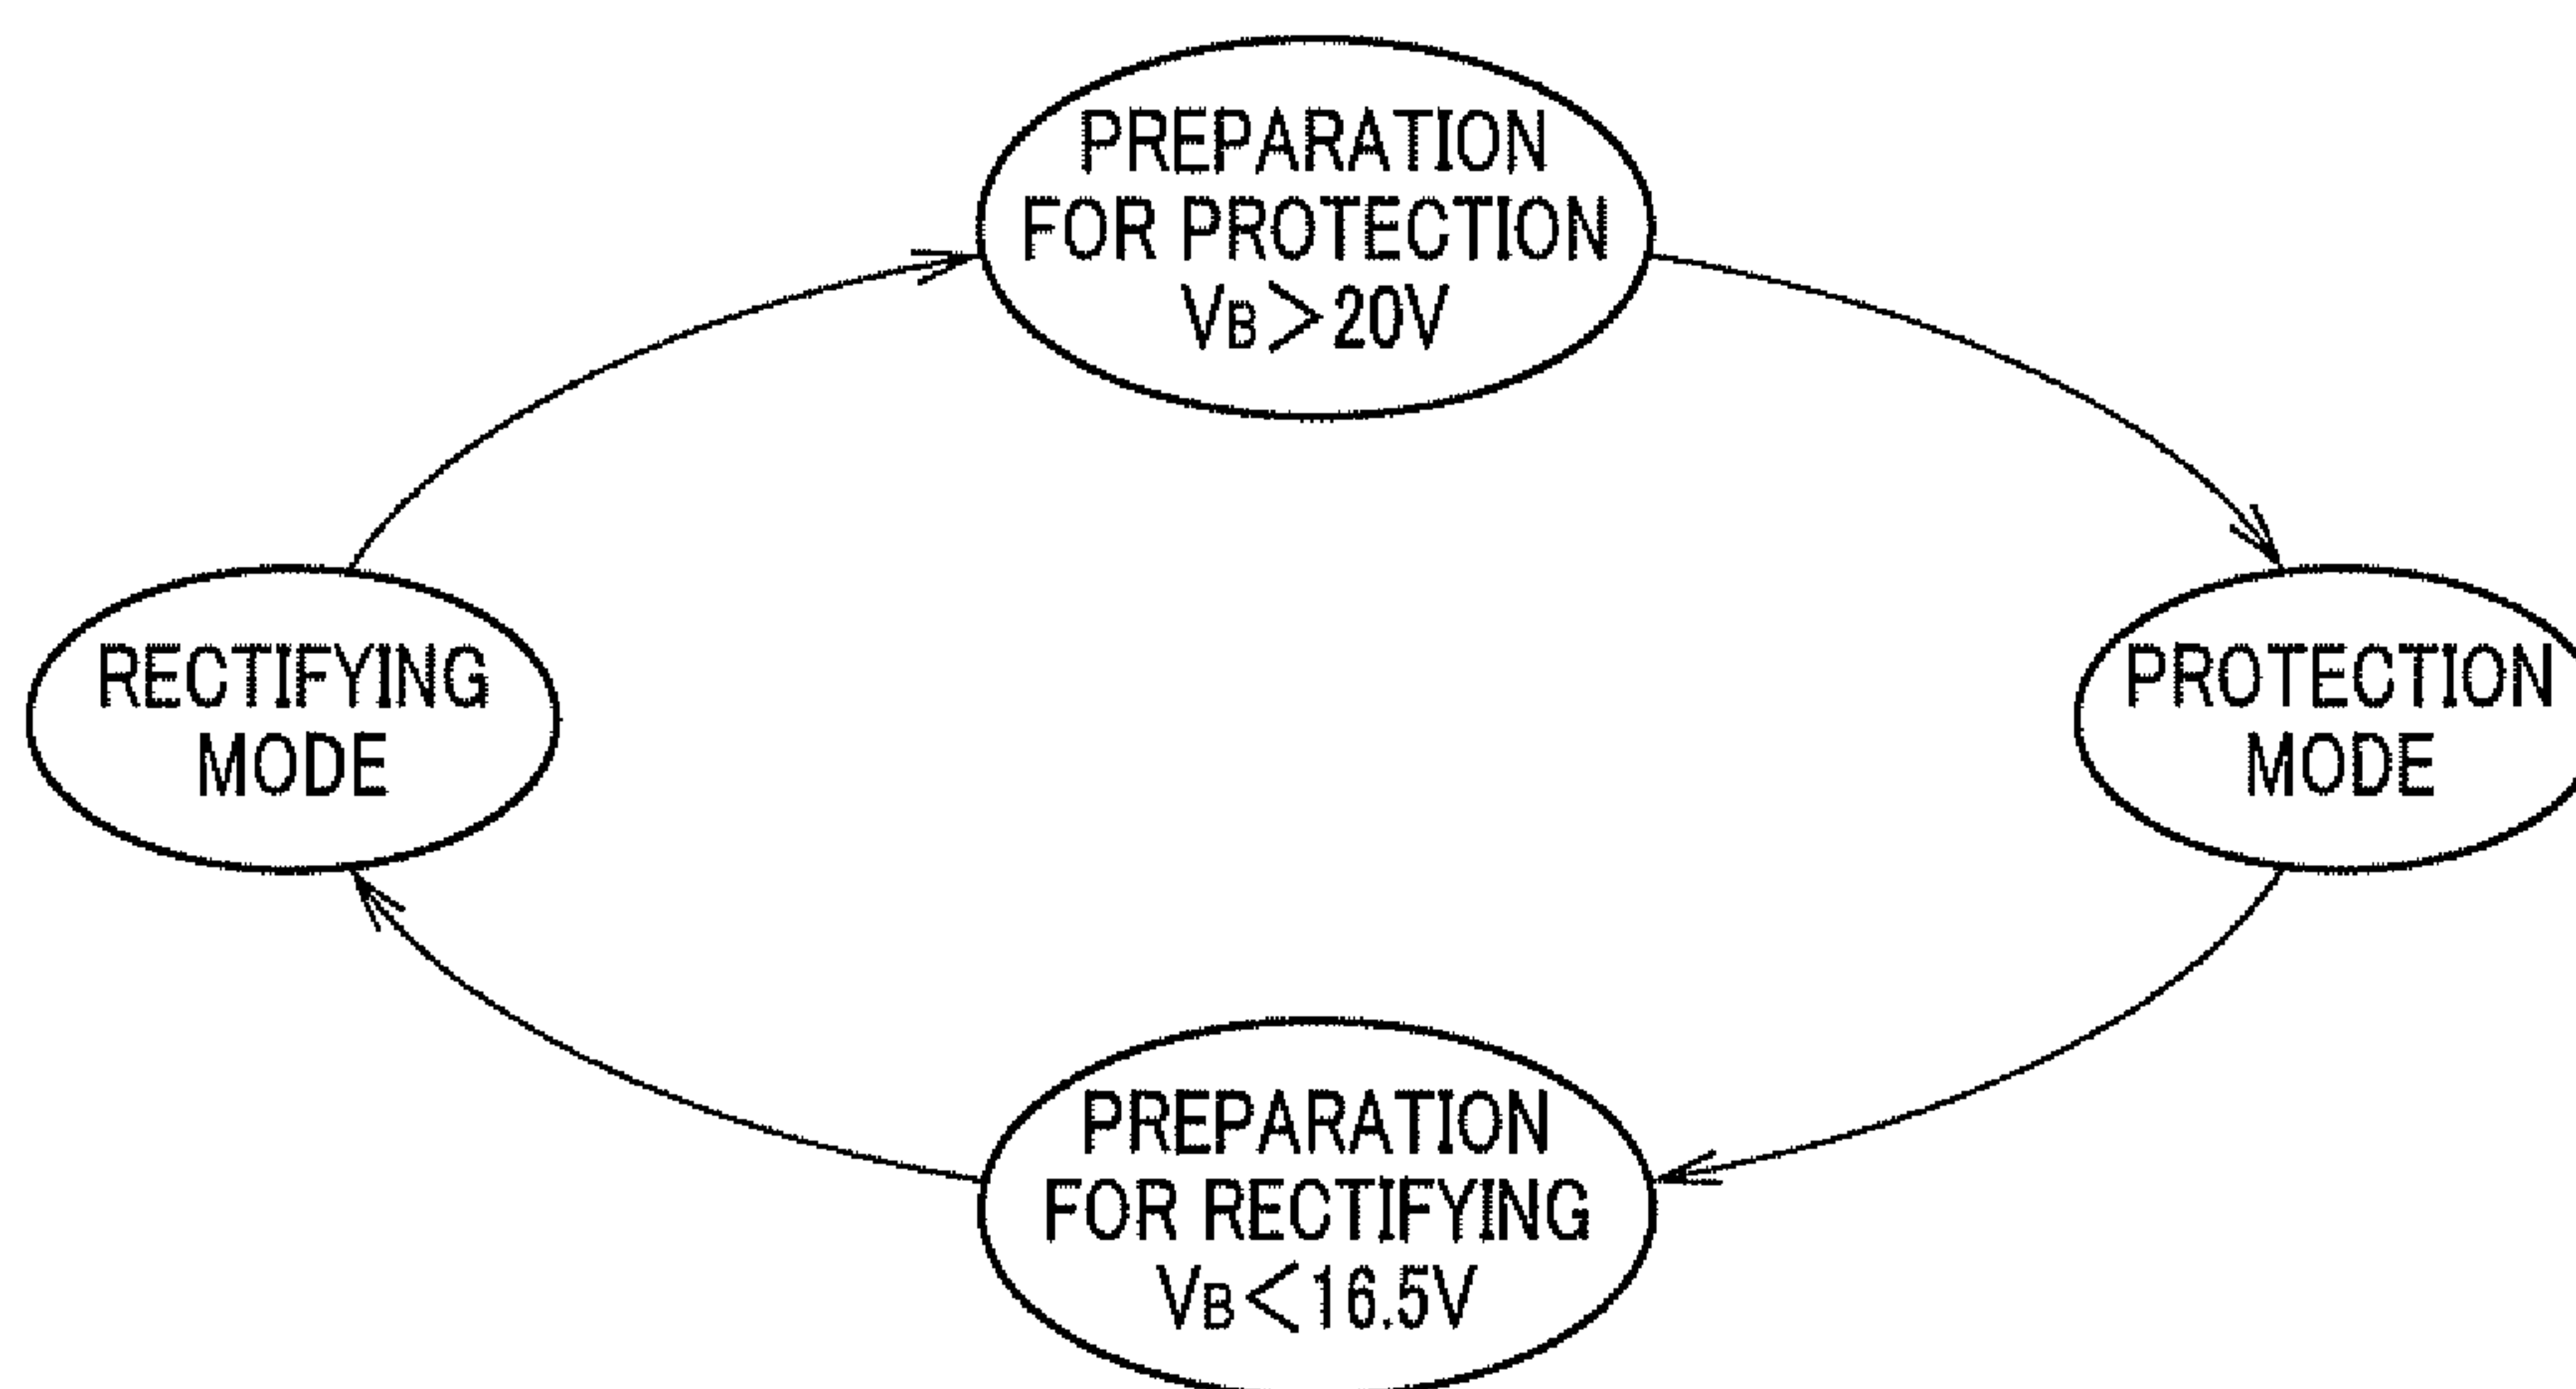 PREPARATION
FOR PROTECTION
VB>20V
RECTIFYING
MODE
PROTECTION
MODE
PREPARATION
FOR RECTIFYING
VB<16.5V